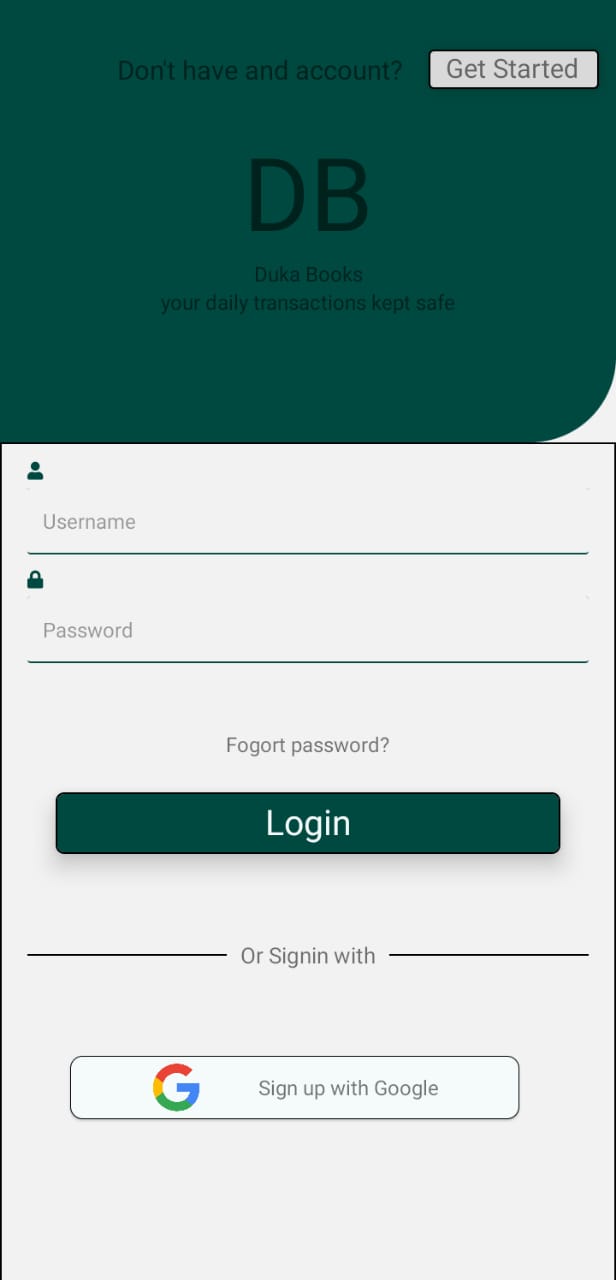 Don't have and account? Get Started
DB
Duka Books
your daily transactions kept safe
Username
Password
Fogort password?
Login
Or Signin with
Sign up with Google